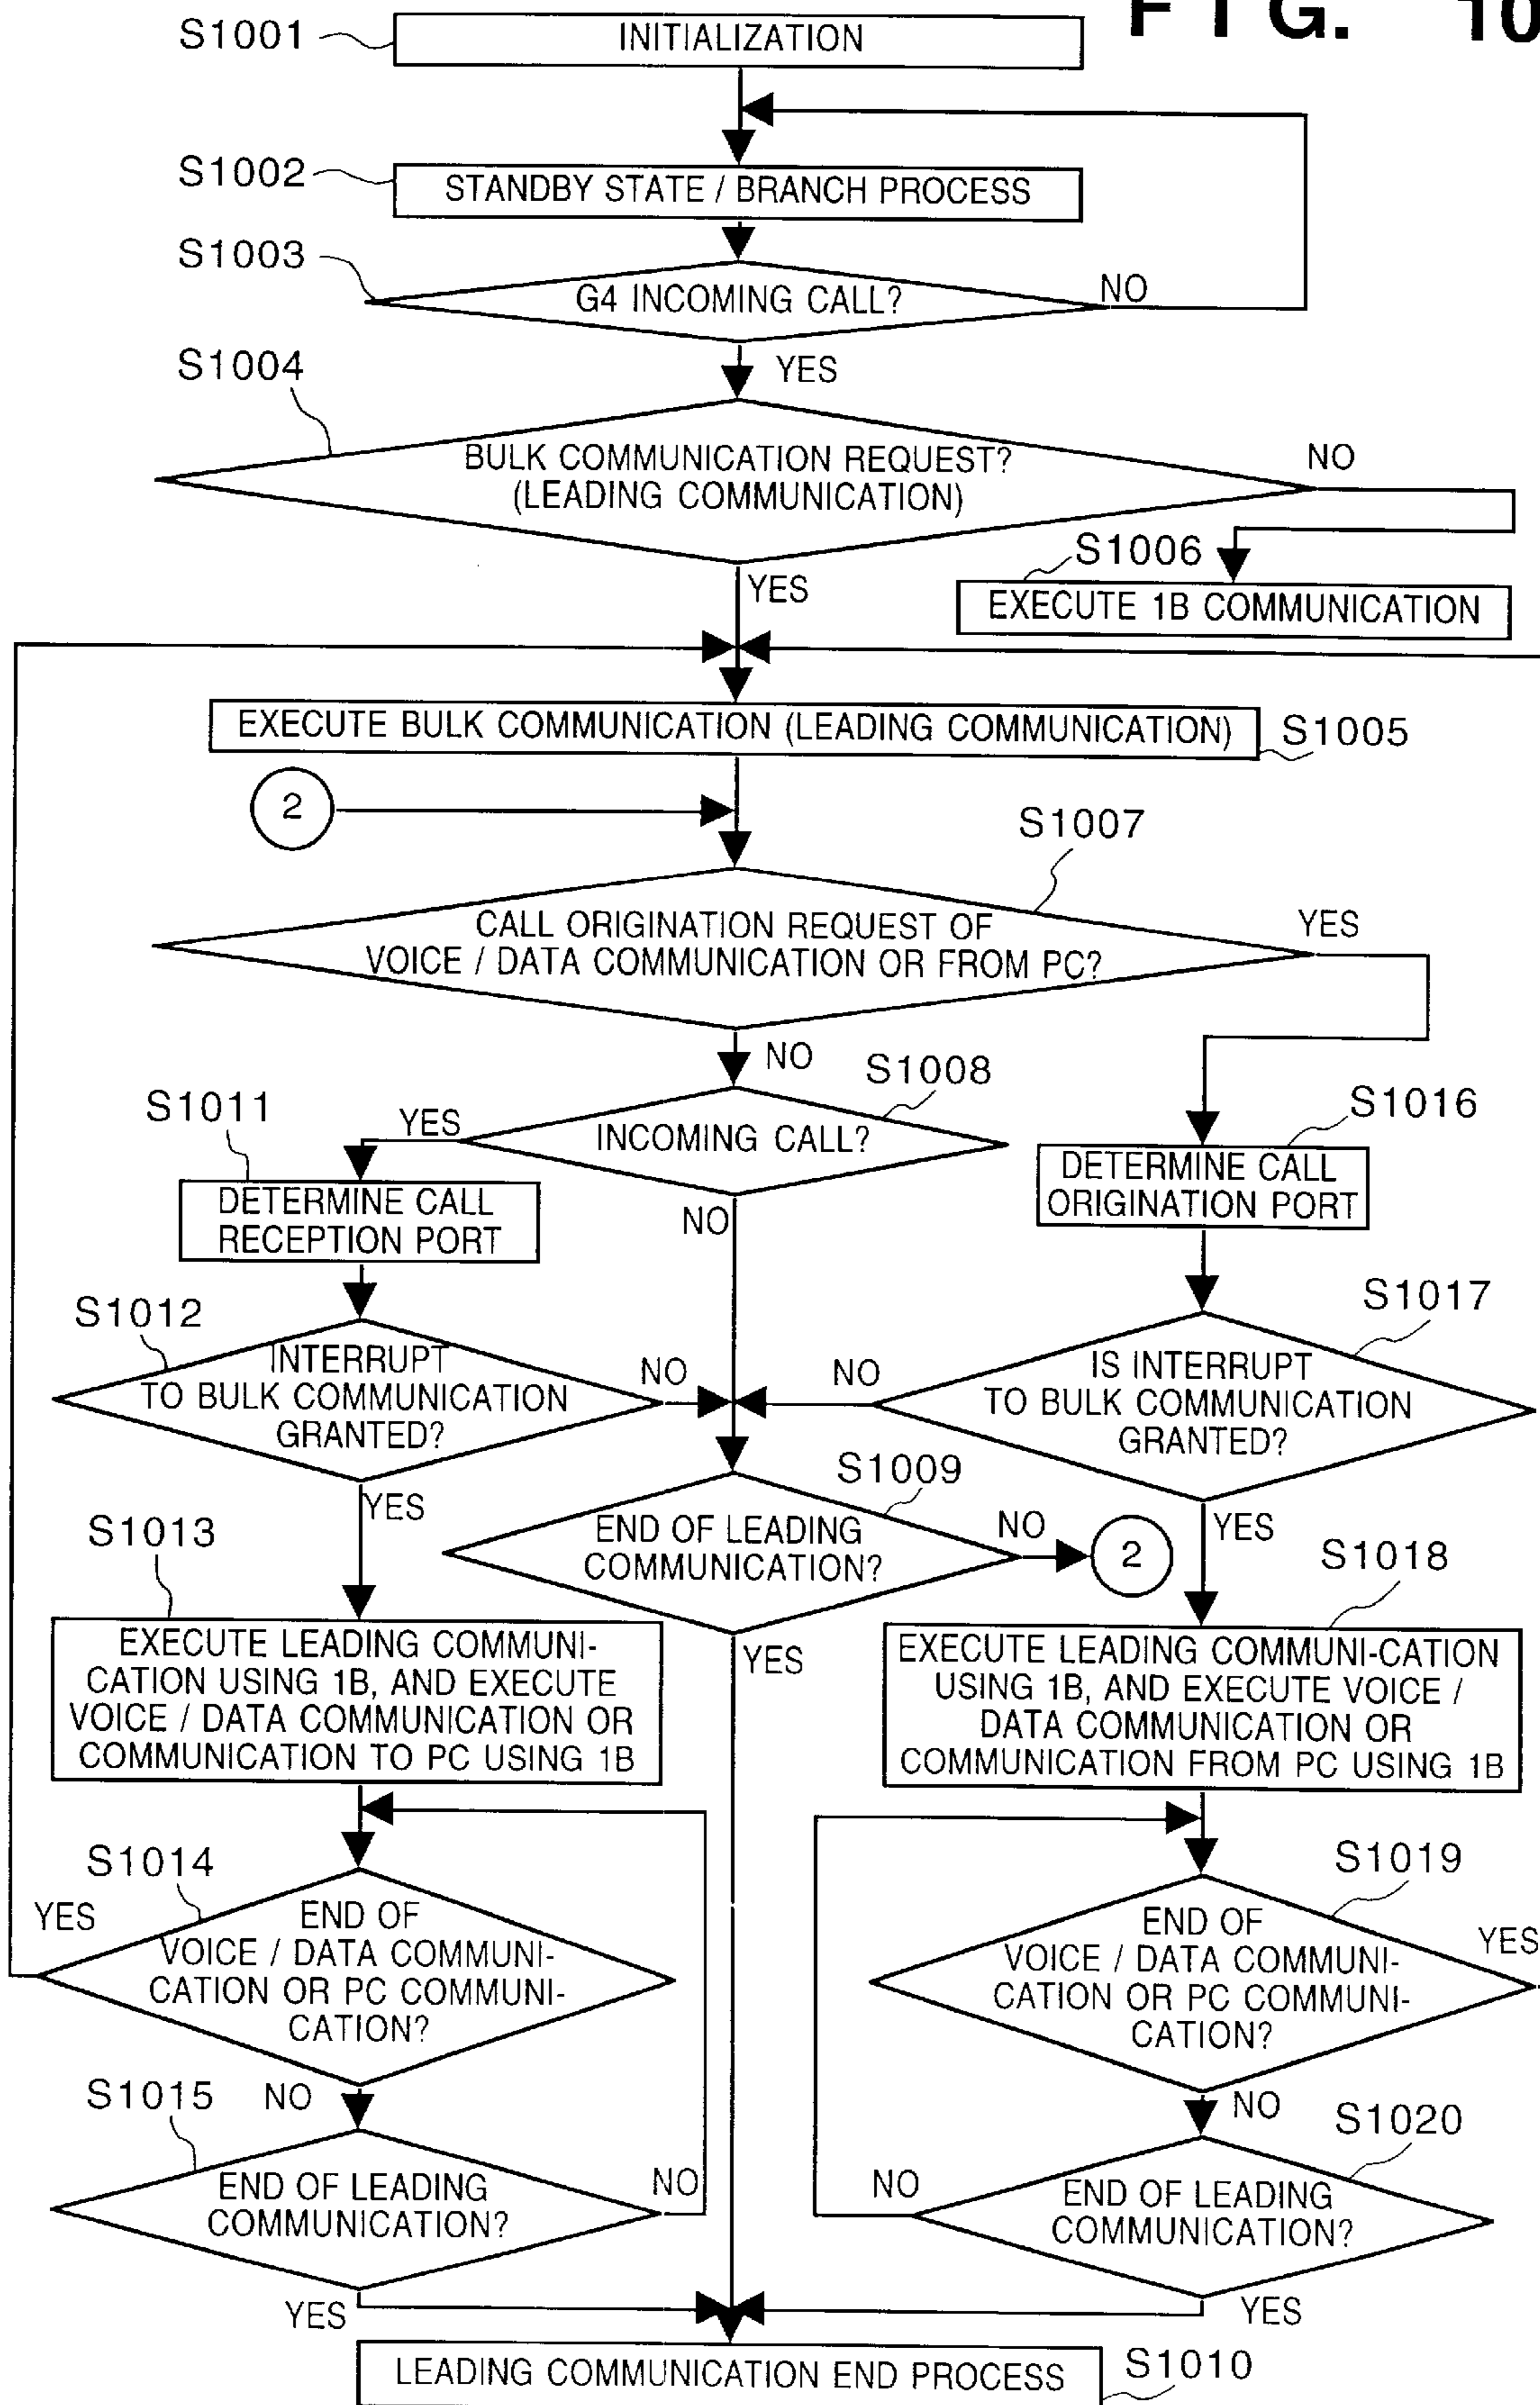 FIG. 10
S1001
INITIALIZATION
S1002
STANDBY STATE / BRANCH PROCESS
S1003
G4 INCOMING CALL?
NO
YES
S1004
BULK COMMUNICATION REQUEST?
(LEADING COMMUNICATION)
NO
YES
S1006
EXECUTE 1B COMMUNICATION
EXECUTE BULK COMMUNICATION (LEADING COMMUNICATION)
S1005
2
S1007
CALL ORIGINATION REQUEST OF
VOICE / DATA COMMUNICATION OR FROM PC?
YES
NO
S1008
INCOMING CALL?
YES
NO
S1011
DETERMINE CALL
RECEPTION PORT
S1016
DETERMINE CALL
ORIGINATION PORT
S1012
INTERRUPT
TO BULK COMMUNICATION
GRANTED?
NO
YES
S1017
IS INTERRUPT
TO BULK COMMUNICATION
GRANTED?
NO
YES
S1009
END OF LEADING
COMMUNICATION?
NO
2
YES
S1013
EXECUTE LEADING COMMUNI-
CATION USING 1B, AND EXECUTE
VOICE / DATA COMMUNICATION OR
COMMUNICATION TO PC USING 1B
S1018
EXECUTE LEADING COMMUNI-CATION
USING 1B, AND EXECUTE VOICE /
DATA COMMUNICATION OR
COMMUNICATION FROM PC USING 1B
S1014
YES
END OF
VOICE / DATA COMMUNI-
CATION OR PC COMMUNI-
CATION?
NO
S1019
END OF
VOICE / DATA COMMUNI-
CATION OR PC COMMUNI-
CATION?
YES
NO
S1015
END OF LEADING
COMMUNICATION?
NO
YES
S1020
END OF LEADING
COMMUNICATION?
NO
YES
LEADING COMMUNICATION END PROCESS
S1010